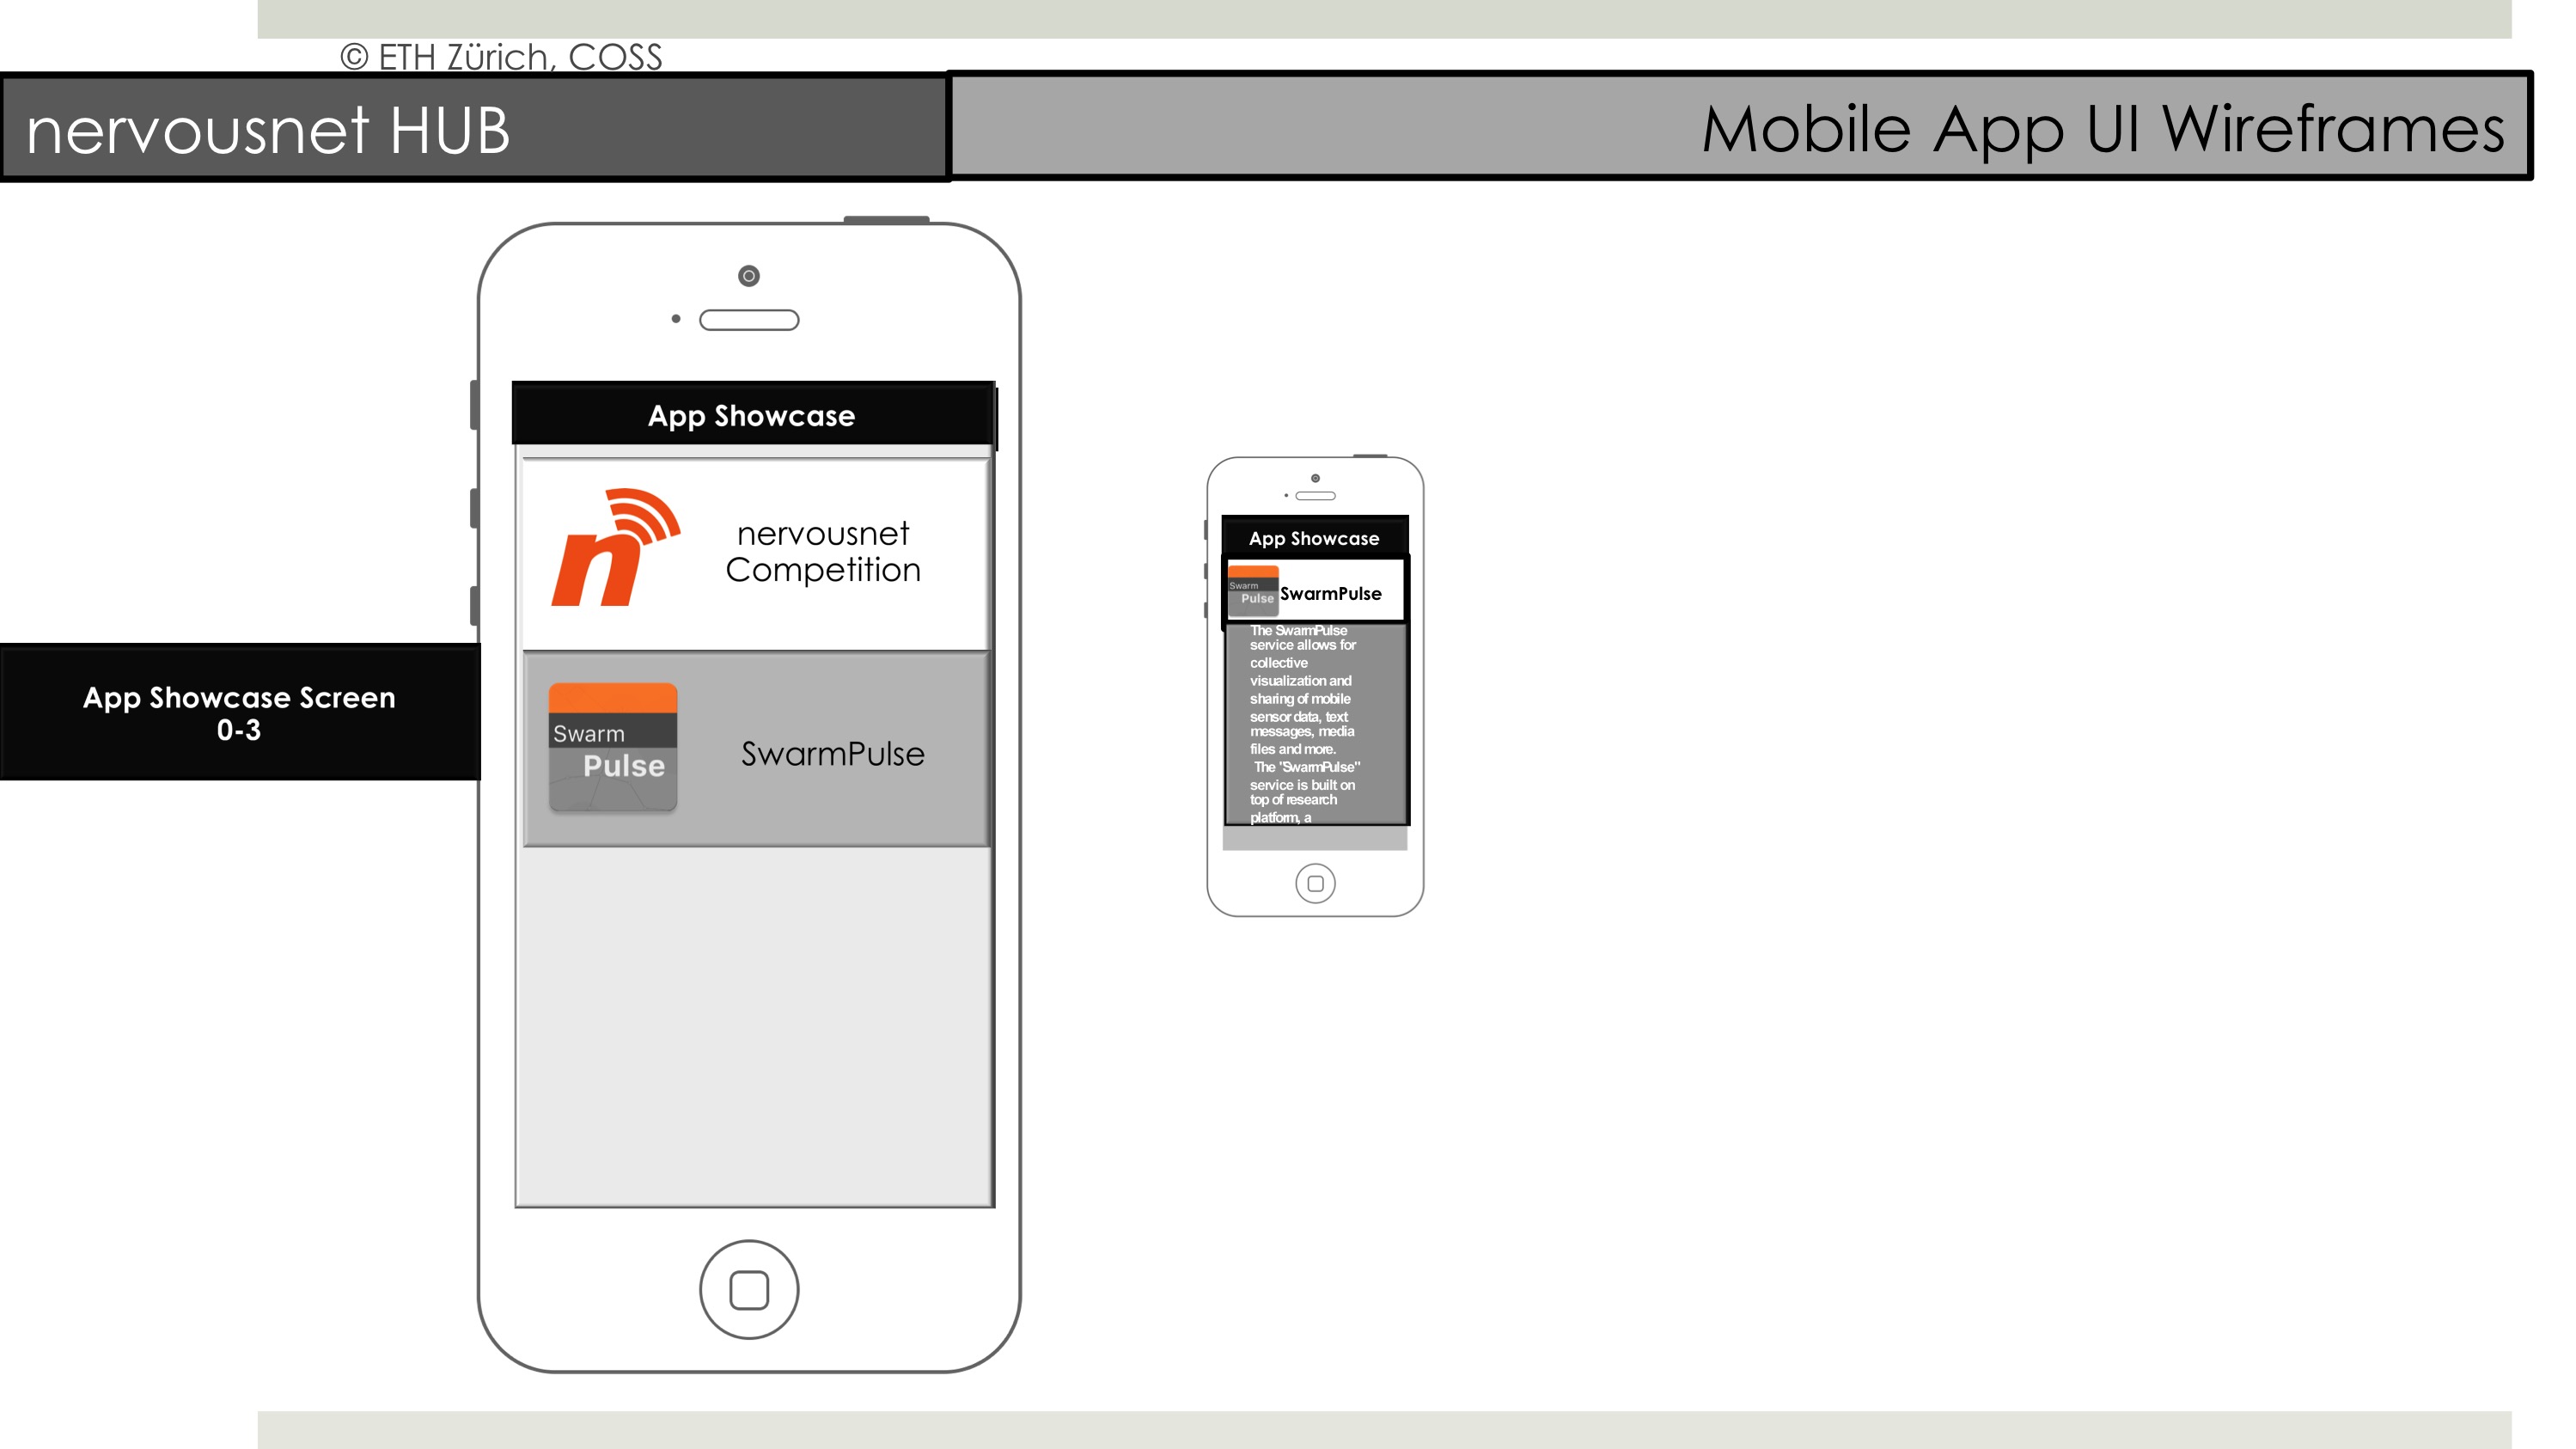 © ETH Zürich, COSS
nervousnet HUB
Mobile App UI Wireframes
App Showcase
nervousnet
Competition
Swarm
Pulse
SwarmPulse
App Showcase Screen
0-3
App Showcase
Swarm
Pulse
SwarmPulse
The SwarmPulse
service allows for
collective
visualization and
sharing of mobile
sensor data, text
messages, media
files and more.
The "SwarmPulse"
service is built on
top of research
platform, a